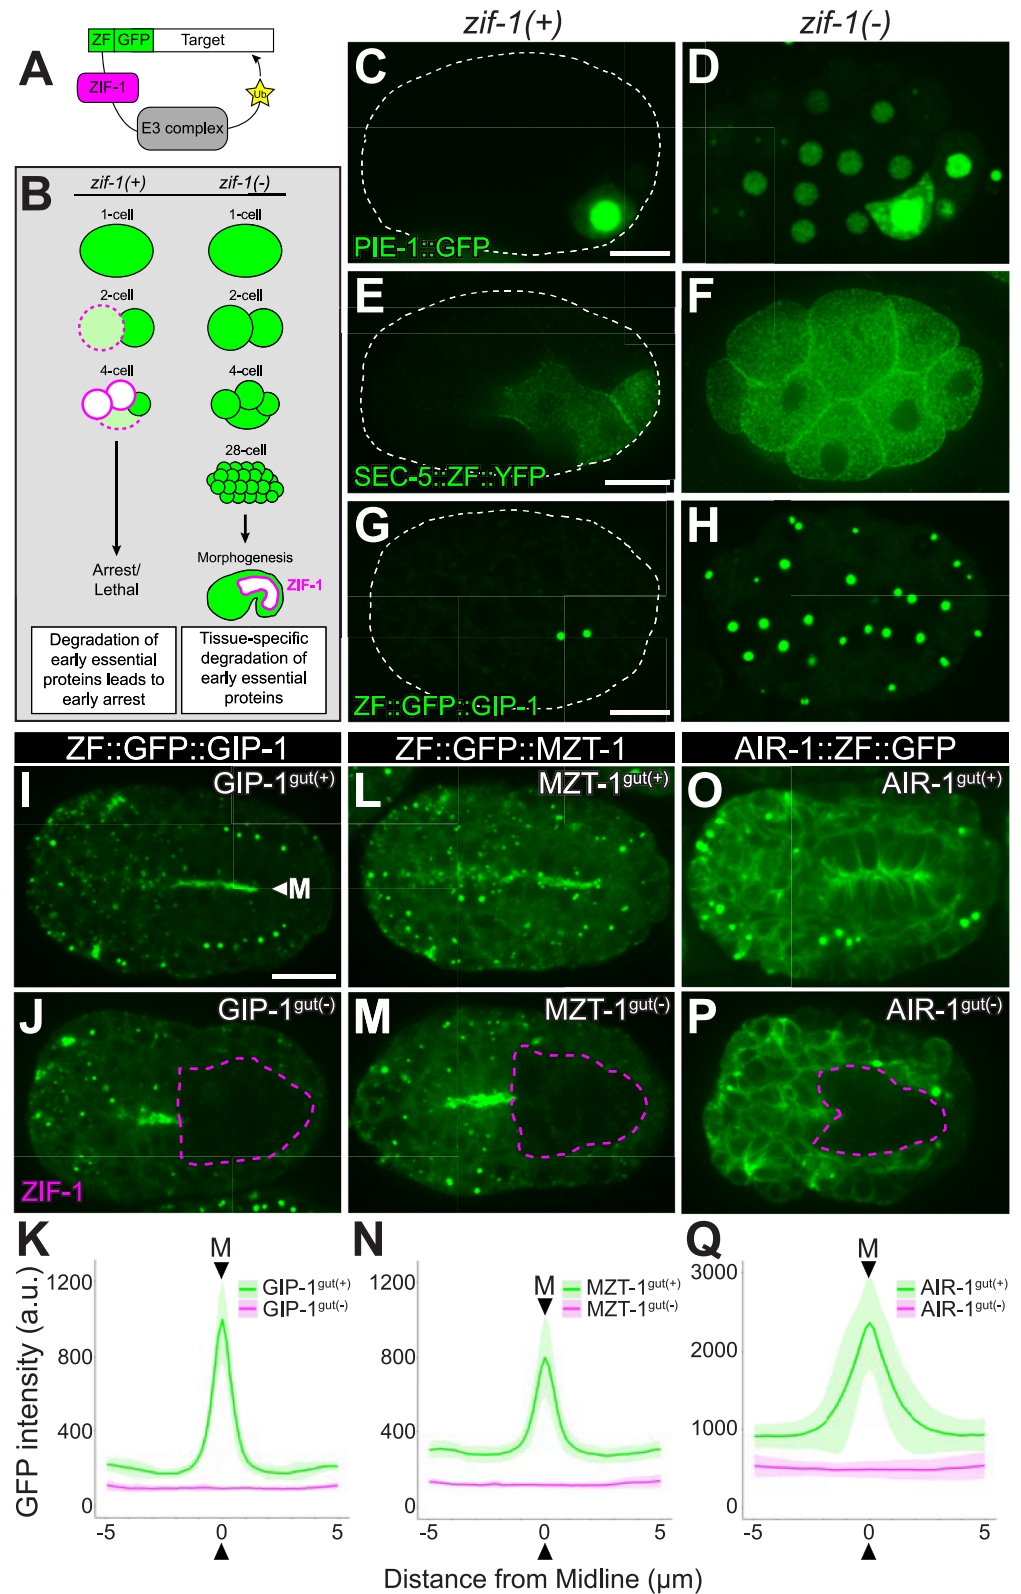 zif-1(+)
zif-1(-)
A
ZF
GFP
Target
ZIF-1
Ub
E3 complex
B
zif-1(+)
zif-1(-)
1-cell
1-cell
2-cell
2-cell
4-cell
4-cell
28-cell
Morphogenesis
ZIF-1
Arrest/
Lethal
Degradation of
early essential
proteins leads to
early arrest
Tissue-specific
degradation of
early essential
proteins
C
PIE-1::GFP
D
E
SEC-5::ZF::YFP
F
G
ZF::GFP::GIP-1
H
ZF::GFP::GIP-1
ZF::GFP::MZT-1
AIR-1::ZF::GFP
I
GIP-1gut(+)
M
L
MZT-1gut(+)
O
AIR-1gut(+)
J
GIP-1gut(-)
ZIF-1
M
MZT-1gut(-)
P
AIR-1gut(-)
K
M
GIP-1gut(+)
GIP-1gut(-)
GFP intensity (a.u.)
1200
800
400
0
-5
0
5
N
M
MZT-1gut(+)
MZT-1gut(-)
1200
800
400
0
-5
0
5
Q
M
AIR-1gut(+)
AIR-1gut(-)
3000
2000
1000
0
-5
0
5
Distance from Midline (µm)